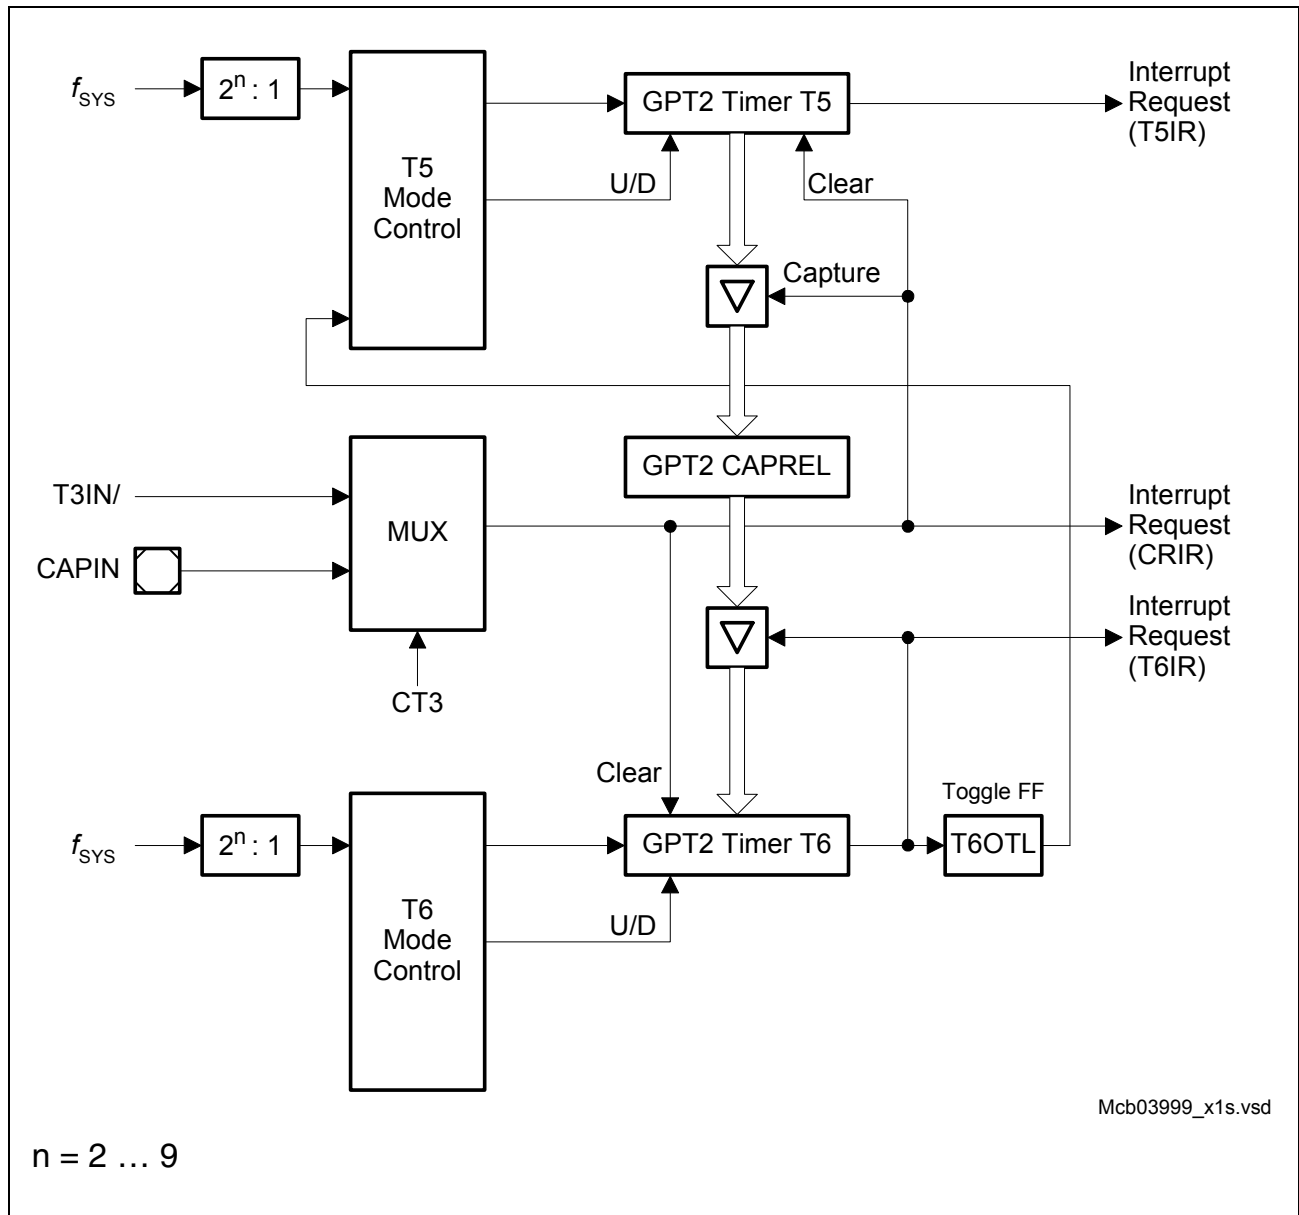 fSYS
2ⁿ : 1
T5
Mode
Control
GPT2 Timer T5
Interrupt
Request
(T5IR)
U/D
Clear
Capture
GPT2 CAPREL
T3IN/
MUX
CAPIN
CT3
Interrupt
Request
(CRIR)
Interrupt
Request
(T6IR)
Clear
Toggle FF
fSYS
2ⁿ : 1
T6
Mode
Control
GPT2 Timer T6
T6OTL
U/D
Mcb03999_x1s.vsd
n = 2 … 9